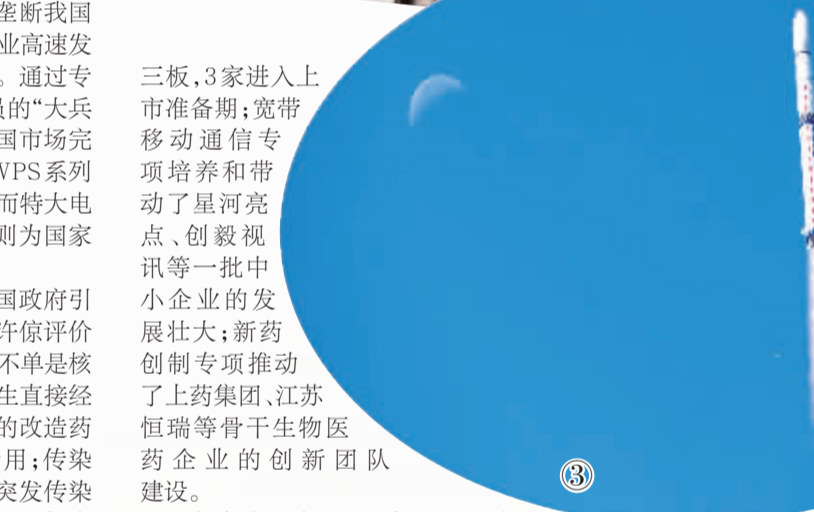 垄断我国
业高速发
。通过专
员的“大兵
国市场完
WPS系列
而特大电
则为国家
国政府引
许倞评价
不单是核
生直接经
的改造药
用；传染
突发传染
三板，3家进入上
市准备期；宽带
移动通信专
项培养和带
动了星河亮
点、创毅视
讯等一批中
小企业的发
展壮大；新药
创制专项推动
了上药集团、江苏
恒瑞等骨干生物医
药企业的创新团队
建设。
③